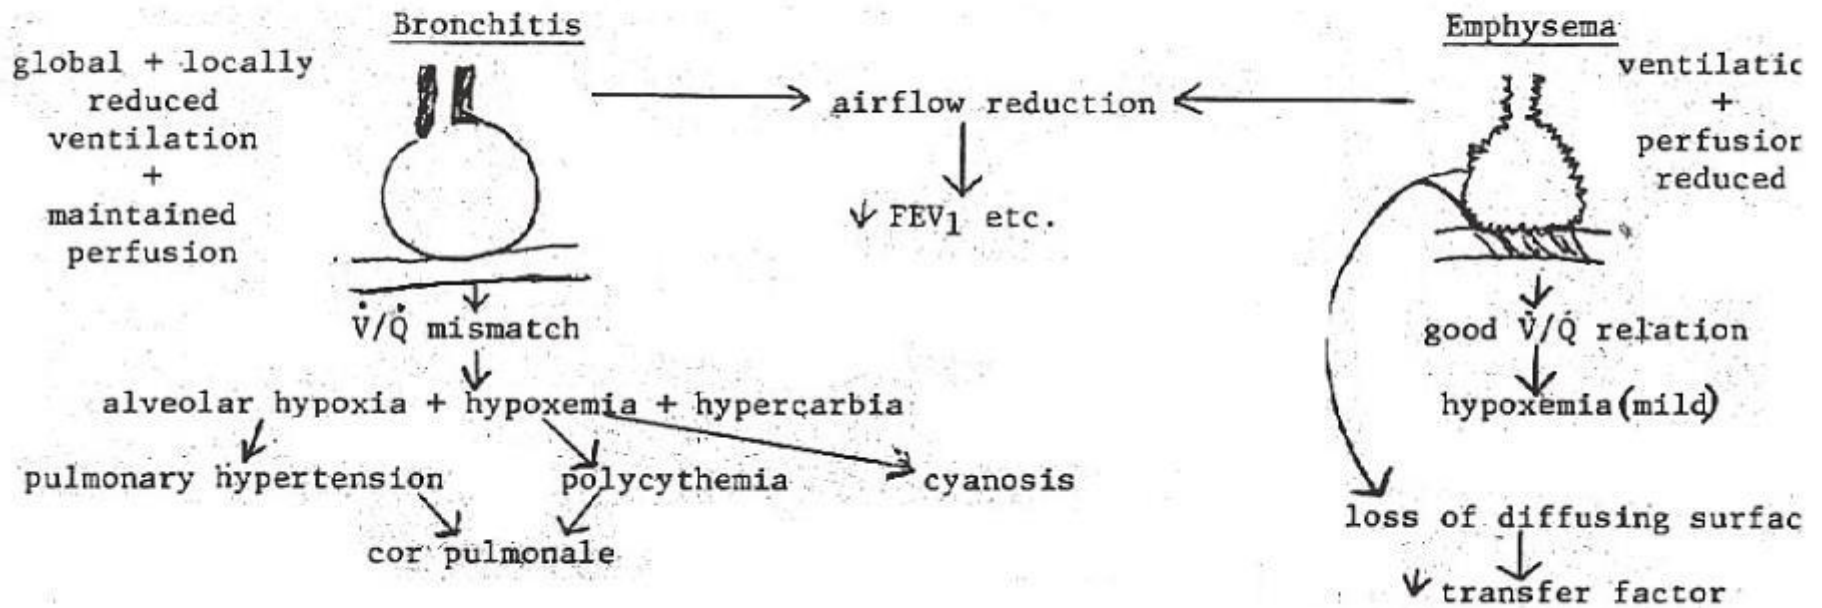 Bronchitis
global + locally
reduced
ventilation
+
maintained
perfusion
V̇/Q̇ mismatch
alveolar hypoxia + hypoxemia + hypercarbia
pulmonary hypertension
polycythemia
cyanosis
cor pulmonale
airflow reduction
↓ FEV1 etc.
Emphysema
ventilatic
+
perfusion
reduced
good V̇/Q̇ relation
hypoxemia(mild)
loss of diffusing surfac
↓ transfer factor